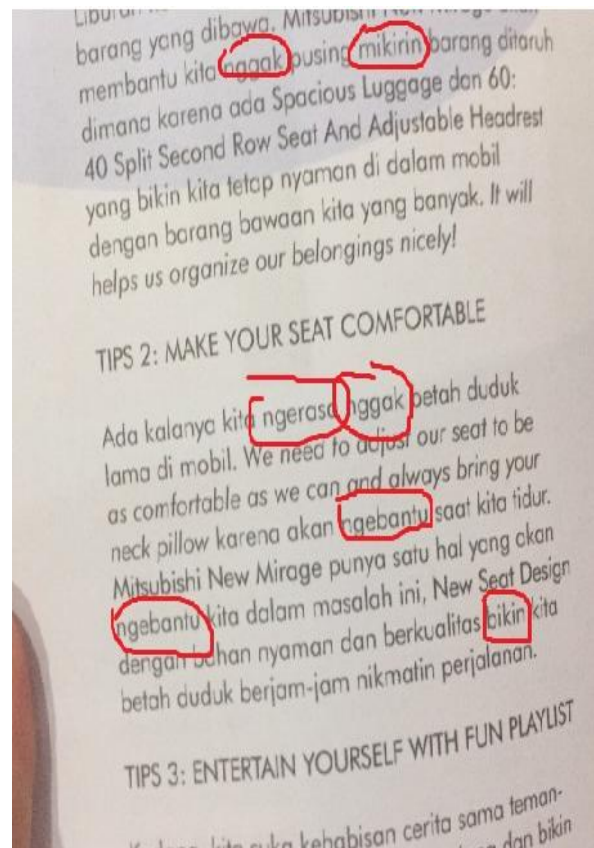 barang yang dibawa. Mitsubishi New Mirage akan
membantu kita nggak pusing mikirin barang ditaruh
dimana karena ada Spacious Luggage dan 60:
40 Split Second Row Seat And Adjustable Headrest
yang bikin kita tetap nyaman di dalam mobil
dengan barang bawaan kita yang banyak. It will
helps us organize our belongings nicely!
TIPS 2: MAKE YOUR SEAT COMFORTABLE
Ada kalanya kita ngerasa nggak betah duduk
lama di mobil. We need to adjust our seat to be
as comfortable as we can and always bring your
neck pillow karena akan ngebantu saat kita tidur.
Mitsubishi New Mirage punya satu hal yang akan
ngebantu kita dalam masalah ini, New Seat Design
dengan bahan nyaman dan berkualitas bikin kita
betah duduk berjam-jam nikmatin perjalanan.
TIPS 3: ENTERTAIN YOURSELF WITH FUN PLAYLIST
kita suka kehabisan cerita sama teman-
dan bikin